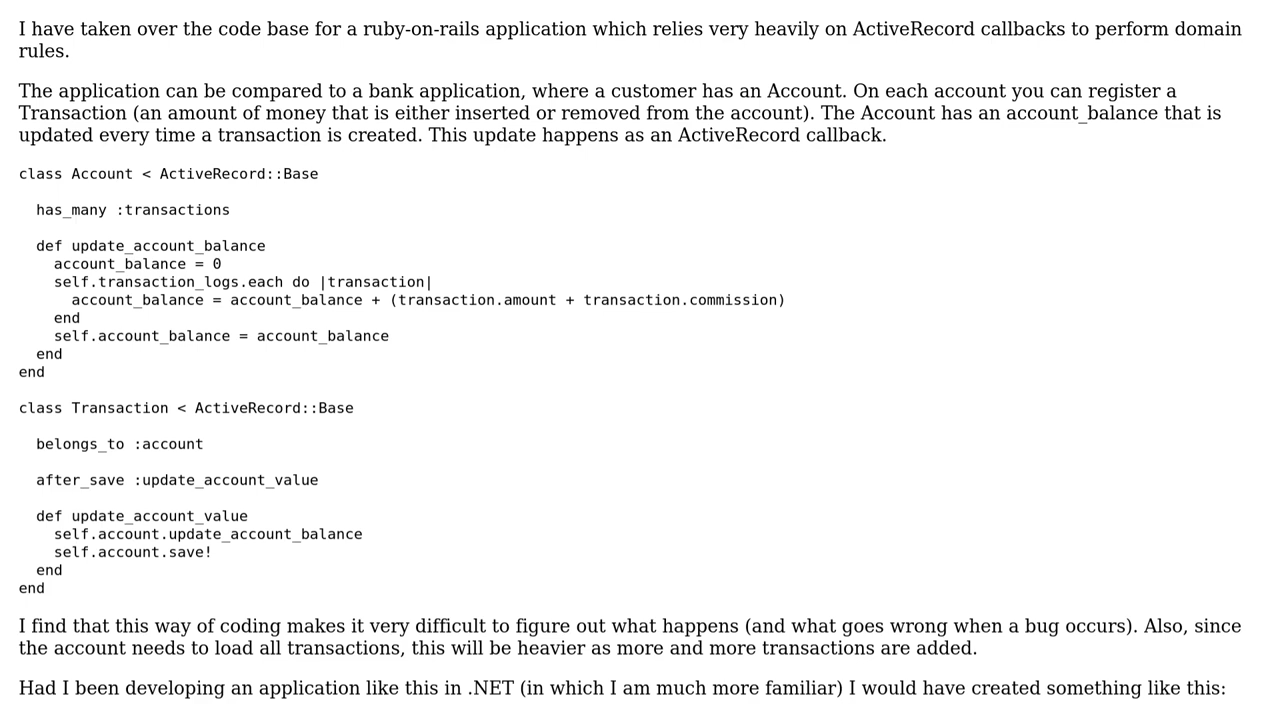 I have taken over the code base for a ruby-on-rails application which relies very heavily on ActiveRecord callbacks to perform domain
rules.
The application can be compared to a bank application, where a customer has an Account. On each account you can register a
Transaction (an amount of money that is either inserted or removed from the account). The Account has an account_balance that is
updated every time a transaction is created. This update happens as an ActiveRecord callback.
class Account < ActiveRecord::Base
  has_many :transactions
  def update_account_balance
    account_balance = 0
    self.transaction_logs.each do |transaction|
      account_balance = account_balance + (transaction.amount + transaction.commission)
    end
    self.account_balance = account_balance
  end
end
class Transaction < ActiveRecord::Base
  belongs_to :account
  after_save :update_account_value
  def update_account_value
    self.account.update_account_balance
    self.account.save!
  end
end
I find that this way of coding makes it very difficult to figure out what happens (and what goes wrong when a bug occurs). Also, since
the account needs to load all transactions, this will be heavier as more and more transactions are added.
Had I been developing an application like this in .NET (in which I am much more familiar) I would have created something like this: